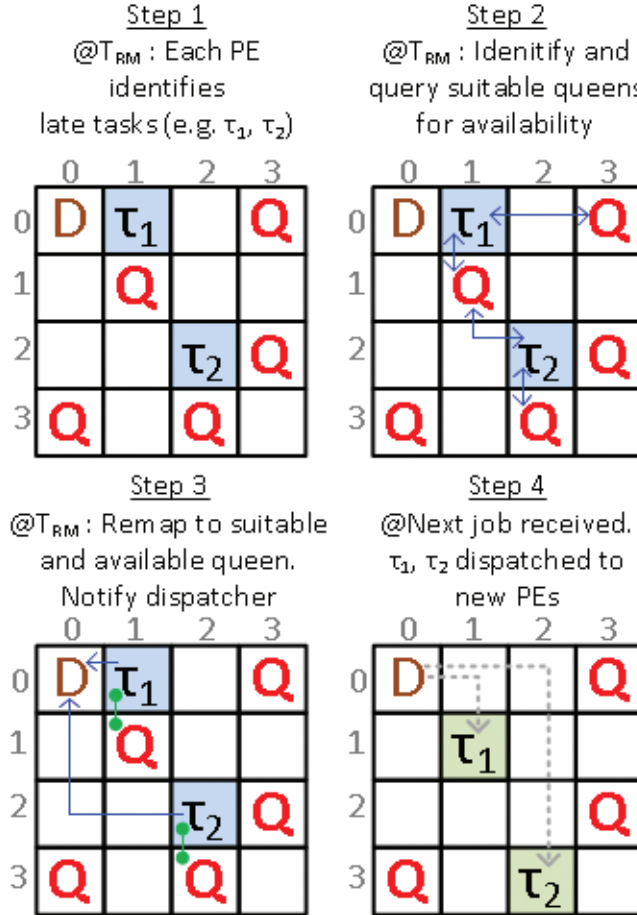 Step 1
@T_RM : Each PE
identifies
late tasks (e.g. τ₁, τ₂)
0 1 2 3
0 D τ₁ Q
1 Q
2 τ₂ Q
3 Q Q
Step 2
@T_RM : Idenitify and
query suitable queens
for availability
0 1 2 3
0 D τ₁ Q
1 Q
2 τ₂ Q
3 Q Q
Step 3
@T_RM : Remap to suitable
and available queen.
Notify dispatcher
0 1 2 3
0 D τ₁ Q
1 Q
2 τ₂ Q
3 Q Q
Step 4
@Next job received.
τ₁, τ₂ dispatched to
new PEs
0 1 2 3
0 D Q
1 τ₁
2 Q
3 Q τ₂